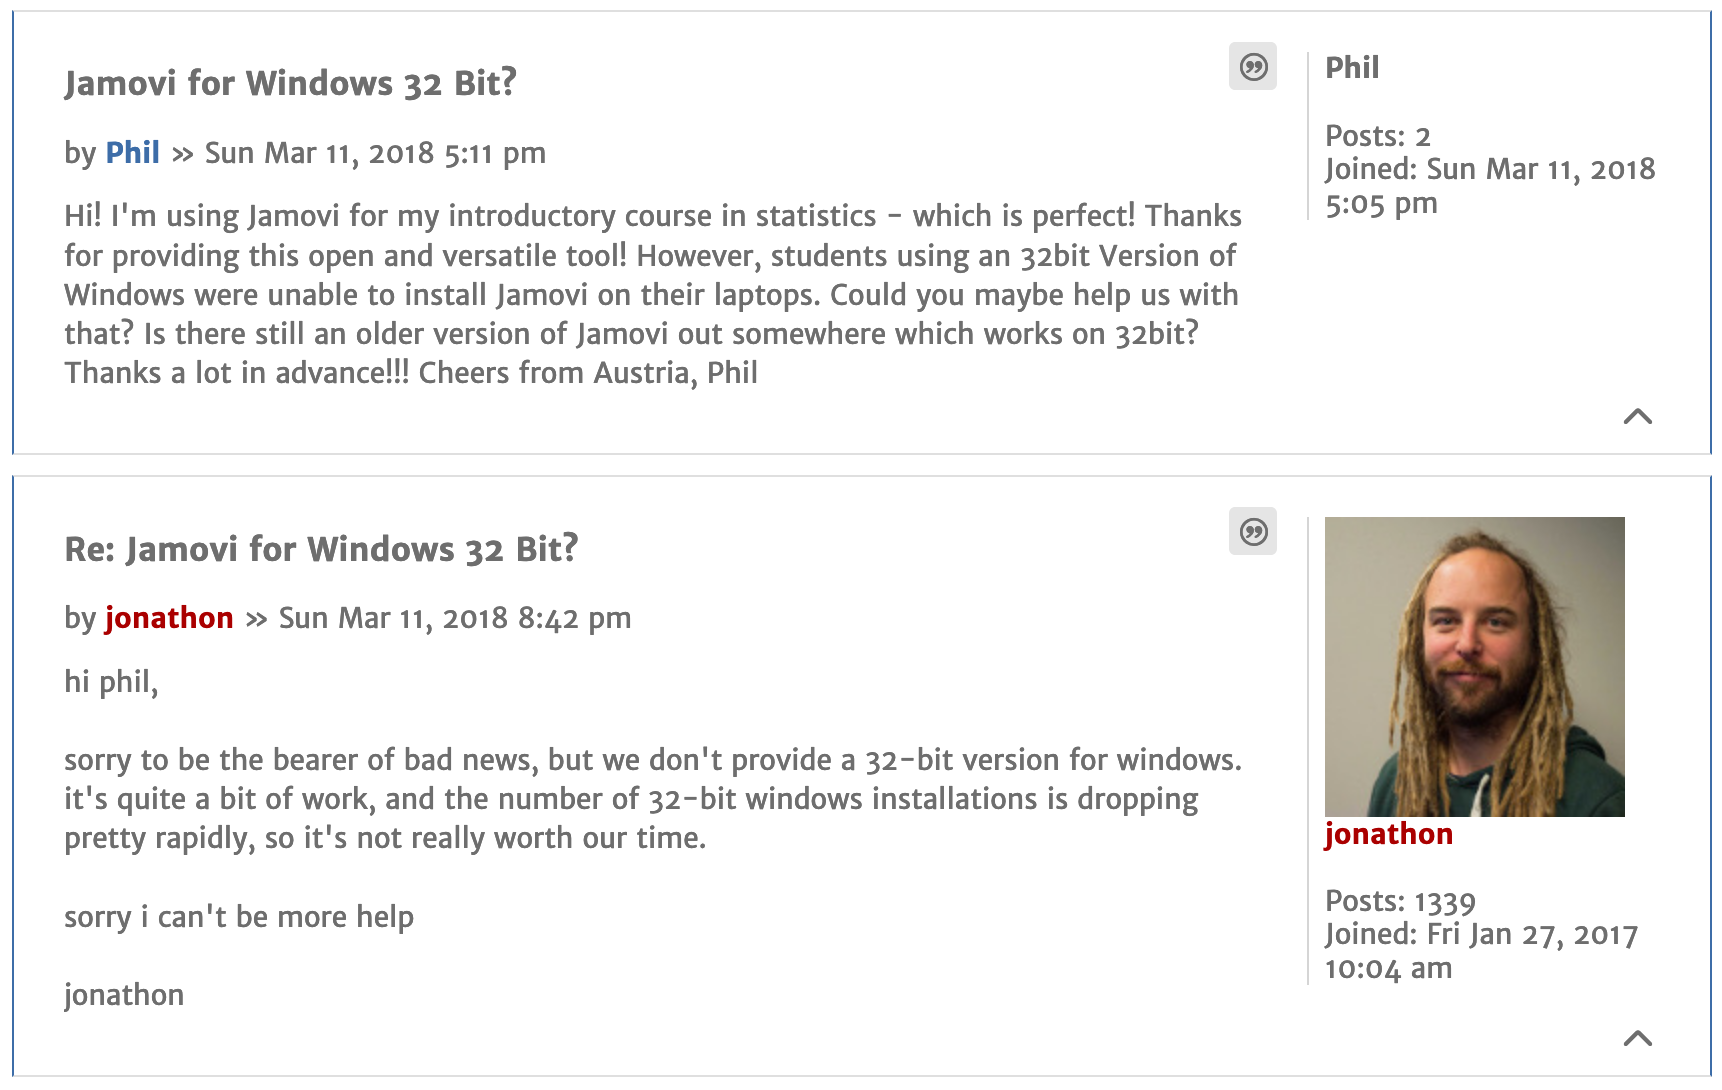 Jamovi for Windows 32 Bit?
by Phil » Sun Mar 11, 2018 5:11 pm
Hi! I'm using Jamovi for my introductory course in statistics - which is perfect! Thanks
for providing this open and versatile tool! However, students using an 32bit Version of
Windows were unable to install Jamovi on their laptops. Could you maybe help us with
that? Is there still an older version of Jamovi out somewhere which works on 32bit?
Thanks a lot in advance!!! Cheers from Austria, Phil
Phil
Posts: 2
Joined: Sun Mar 11, 2018
5:05 pm
Re: Jamovi for Windows 32 Bit?
by jonathon » Sun Mar 11, 2018 8:42 pm
hi phil,
sorry to be the bearer of bad news, but we don't provide a 32-bit version for windows.
it's quite a bit of work, and the number of 32-bit windows installations is dropping
pretty rapidly, so it's not really worth our time.
sorry i can't be more help
jonathon
jonathon
Posts: 1339
Joined: Fri Jan 27, 2017
10:04 am